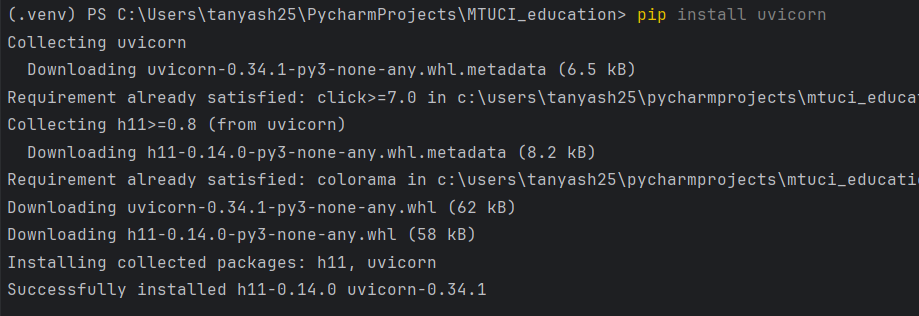 (.venv) PS C:\Users\tanyash25\PycharmProjects\MTUCI_education> pip install uvicorn
Collecting uvicorn
  Downloading uvicorn-0.34.1-py3-none-any.whl.metadata (6.5 kB)
Requirement already satisfied: click>=7.0 in c:\users\tanyash25\pycharmprojects\mtuci_educat
Collecting h11>=0.8 (from uvicorn)
  Downloading h11-0.14.0-py3-none-any.whl.metadata (8.2 kB)
Requirement already satisfied: colorama in c:\users\tanyash25\pycharmprojects\mtuci_education
Downloading uvicorn-0.34.1-py3-none-any.whl (62 kB)
Downloading h11-0.14.0-py3-none-any.whl (58 kB)
Installing collected packages: h11, uvicorn
Successfully installed h11-0.14.0 uvicorn-0.34.1